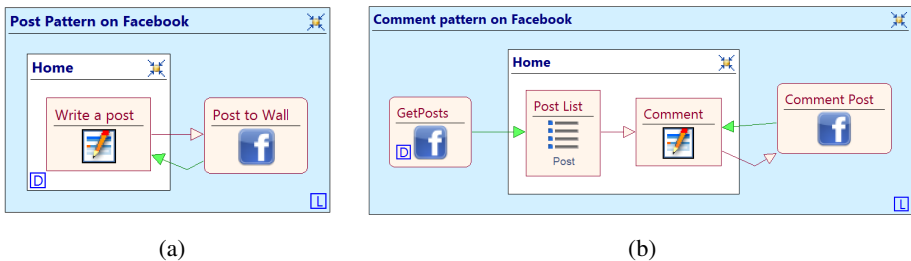 Post Pattern on Facebook
Home
Write a post
Post to Wall
f
D
L
(a)
Comment pattern on Facebook
Home
GetPosts
D
f
Post List
Post
Comment
Comment Post
f
L
(b)